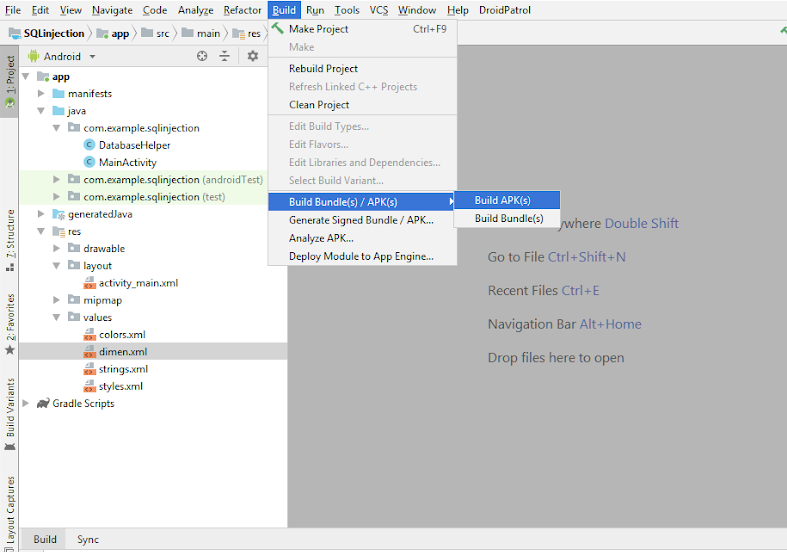 File Edit View Navigate Code Analyze Refactor Build Run Tools VCS Window Help DroidPatrol
SQLinjection app src main res
Android
1: Project
7: Structure
2: Favorites
Build Variants
Layout Captures
app
manifests
java
com.example.sqlinjection
DatabaseHelper
MainActivity
com.example.sqlinjection (androidTest)
com.example.sqlinjection (test)
generatedJava
res
drawable
layout
activity_main.xml
mipmap
values
colors.xml
dimen.xml
strings.xml
styles.xml
Gradle Scripts
Make Project Ctrl+F9
Make
Rebuild Project
Refresh Linked C++ Projects
Clean Project
Edit Build Types...
Edit Flavors...
Edit Libraries and Dependencies...
Select Build Variant...
Build Bundle(s) / APK(s)
Generate Signed Bundle / APK...
Analyze APK...
Deploy Module to App Engine...
Build APK(s)
Build Bundle(s)
ywhere Double Shift
Go to File Ctrl+Shift+N
Recent Files Ctrl+E
Navigation Bar Alt+Home
Drop files here to open
Build Sync